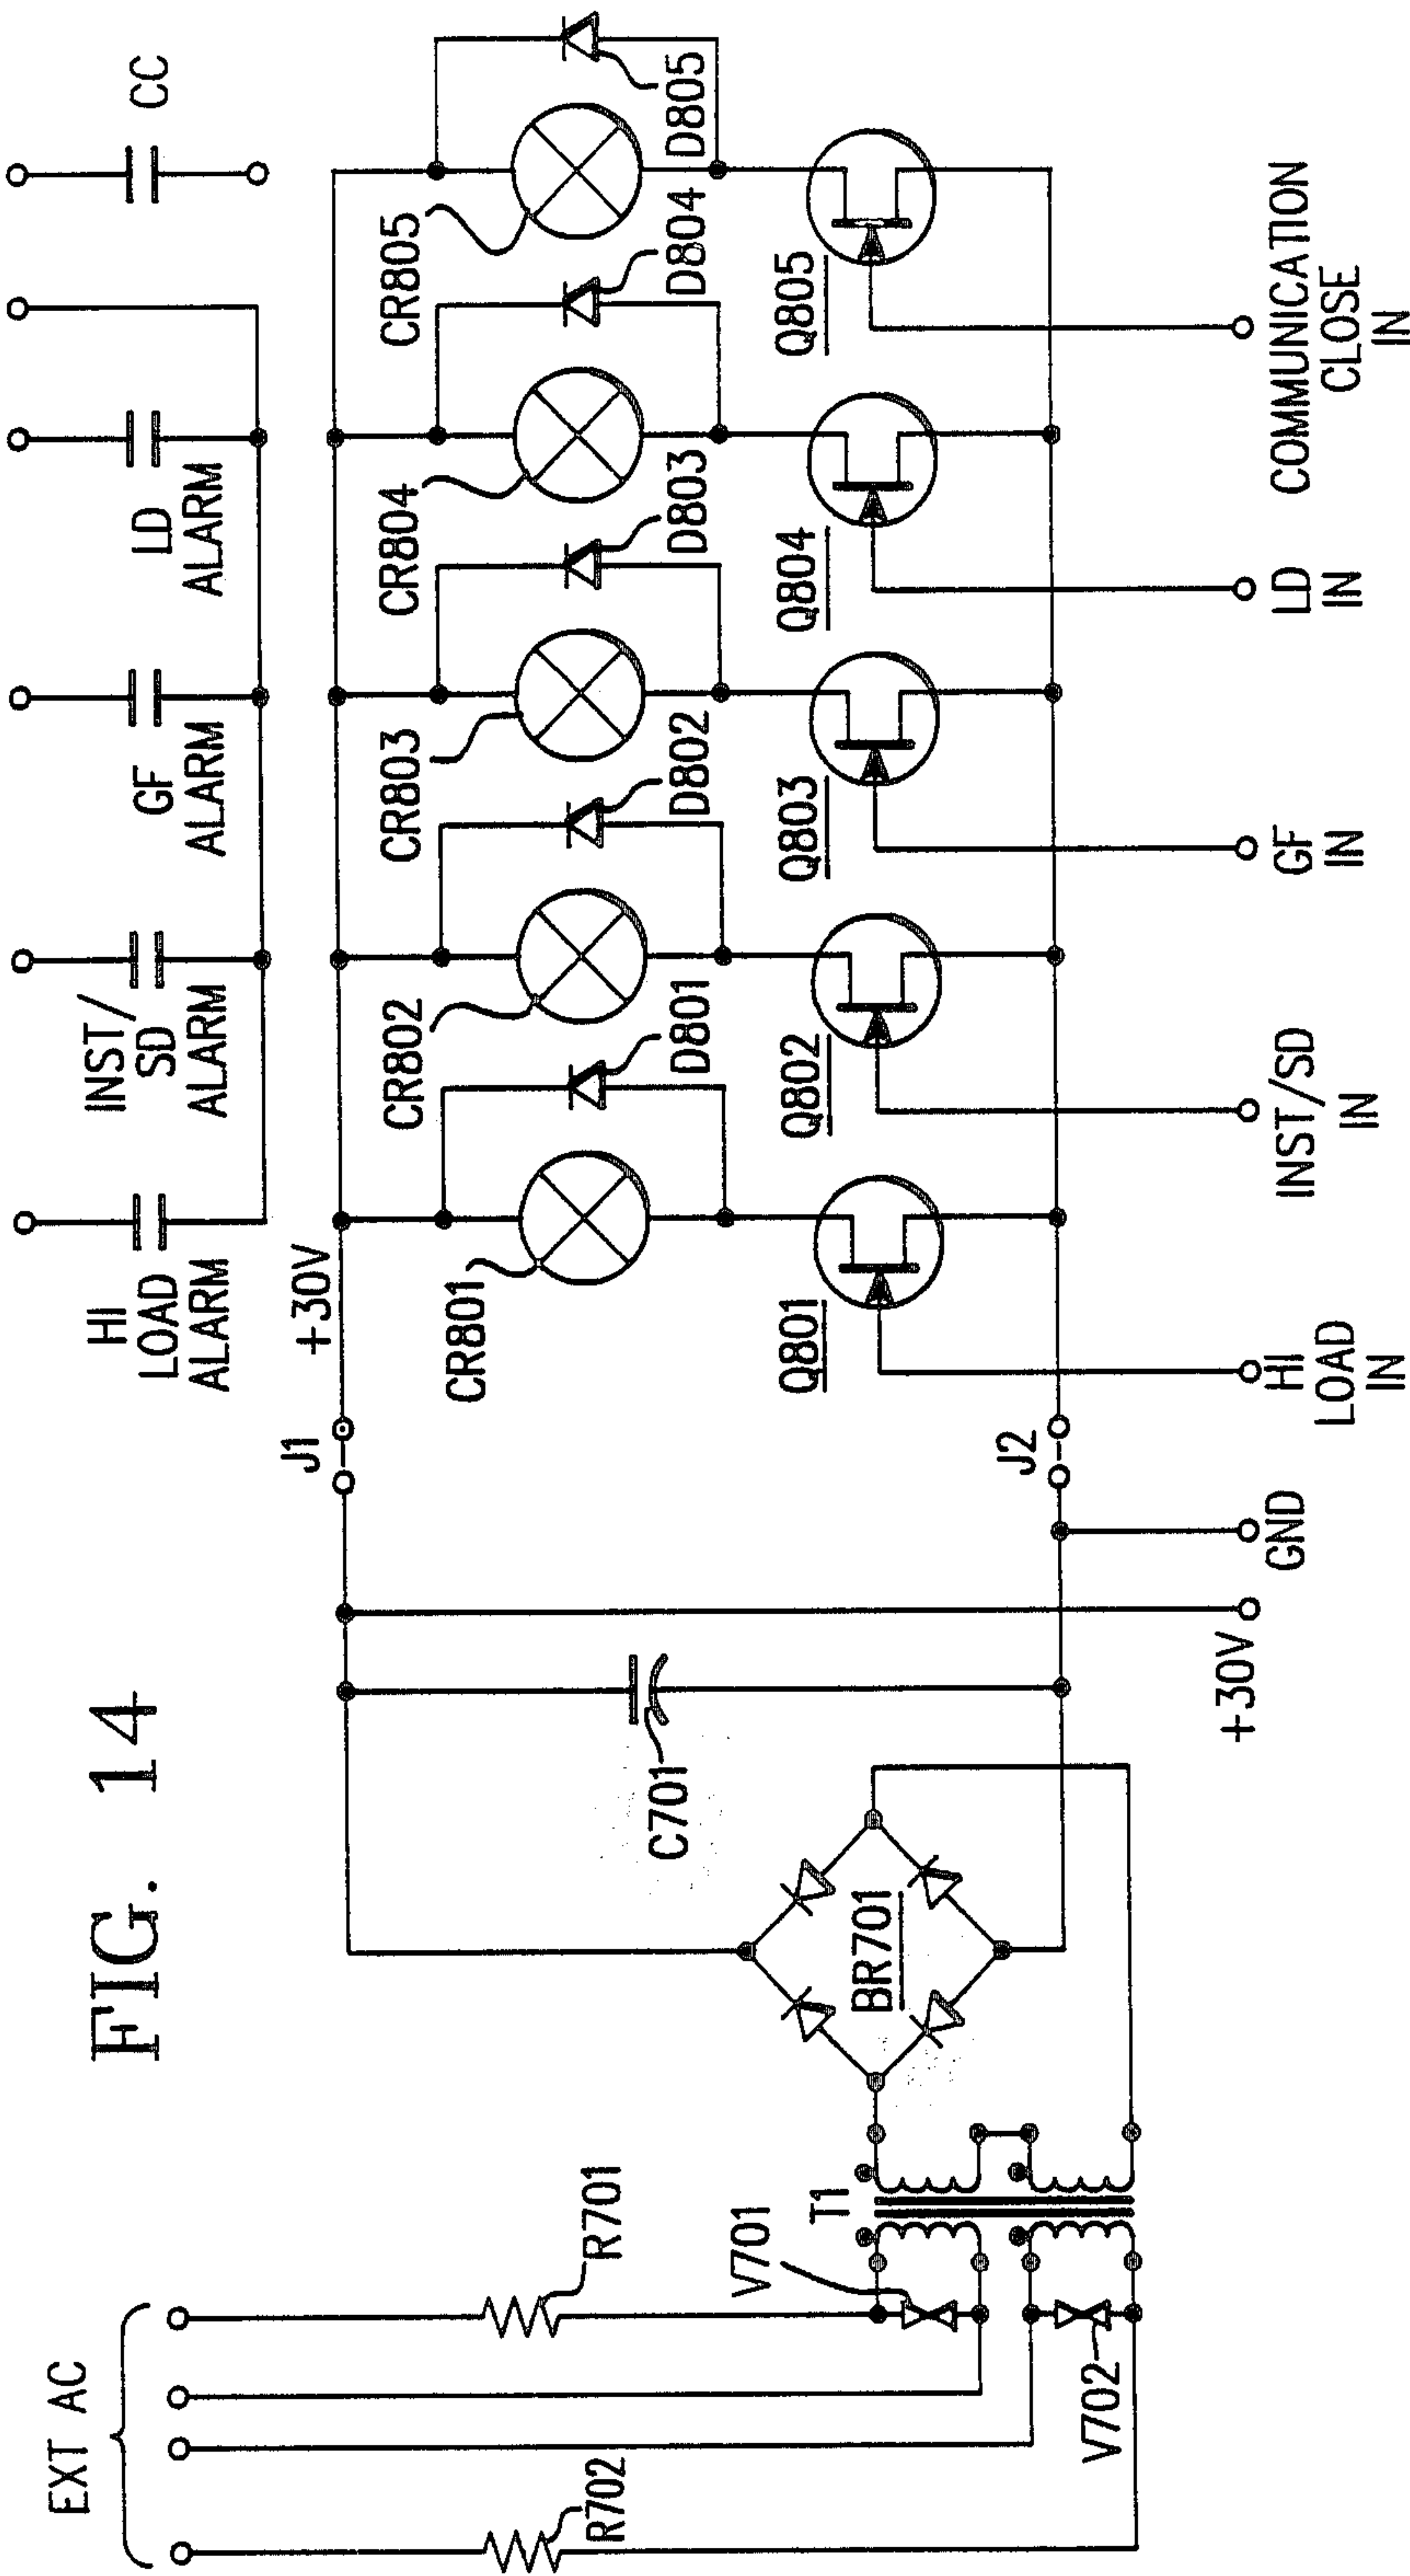 FIG. 14
EXT AC
R702
R701
V701
V702
T1
BR701
C701
+30V
GND
J1
J2
+30V
HI
LOAD
ALARM
INST/
SD
ALARM
GF
ALARM
LD
ALARM
CC
CR801
D801
CR802
D802
CR803
D803
CR804
D804
CR805
D805
Q801
Q802
Q803
Q804
Q805
HI
LOAD
IN
INST/SD
IN
GF
IN
LD
IN
COMMUNICATION
CLOSE
IN